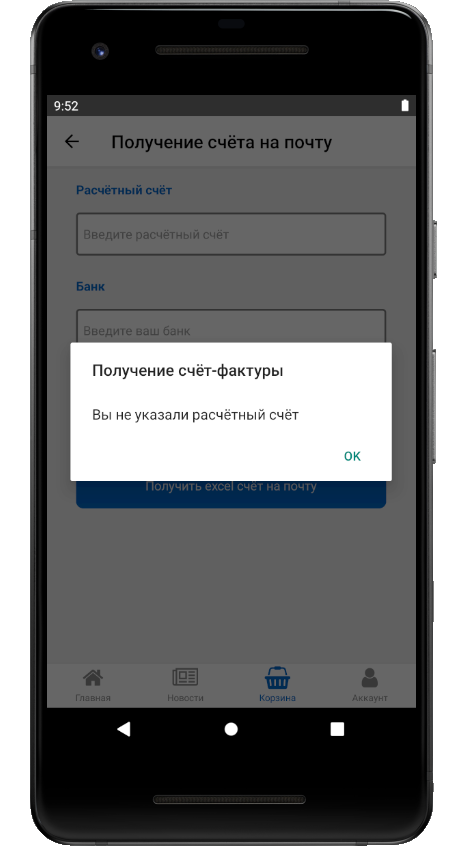 9:52
Получение счёта на почту
Расчётный счёт
Введите расчётный счёт
Банк
Введите ваш банк
Получение счёт-фактуры
Вы не указали расчётный счёт
OK
Получить excel счёт на почту
Главная
Новости
Корзина
Аккаунт